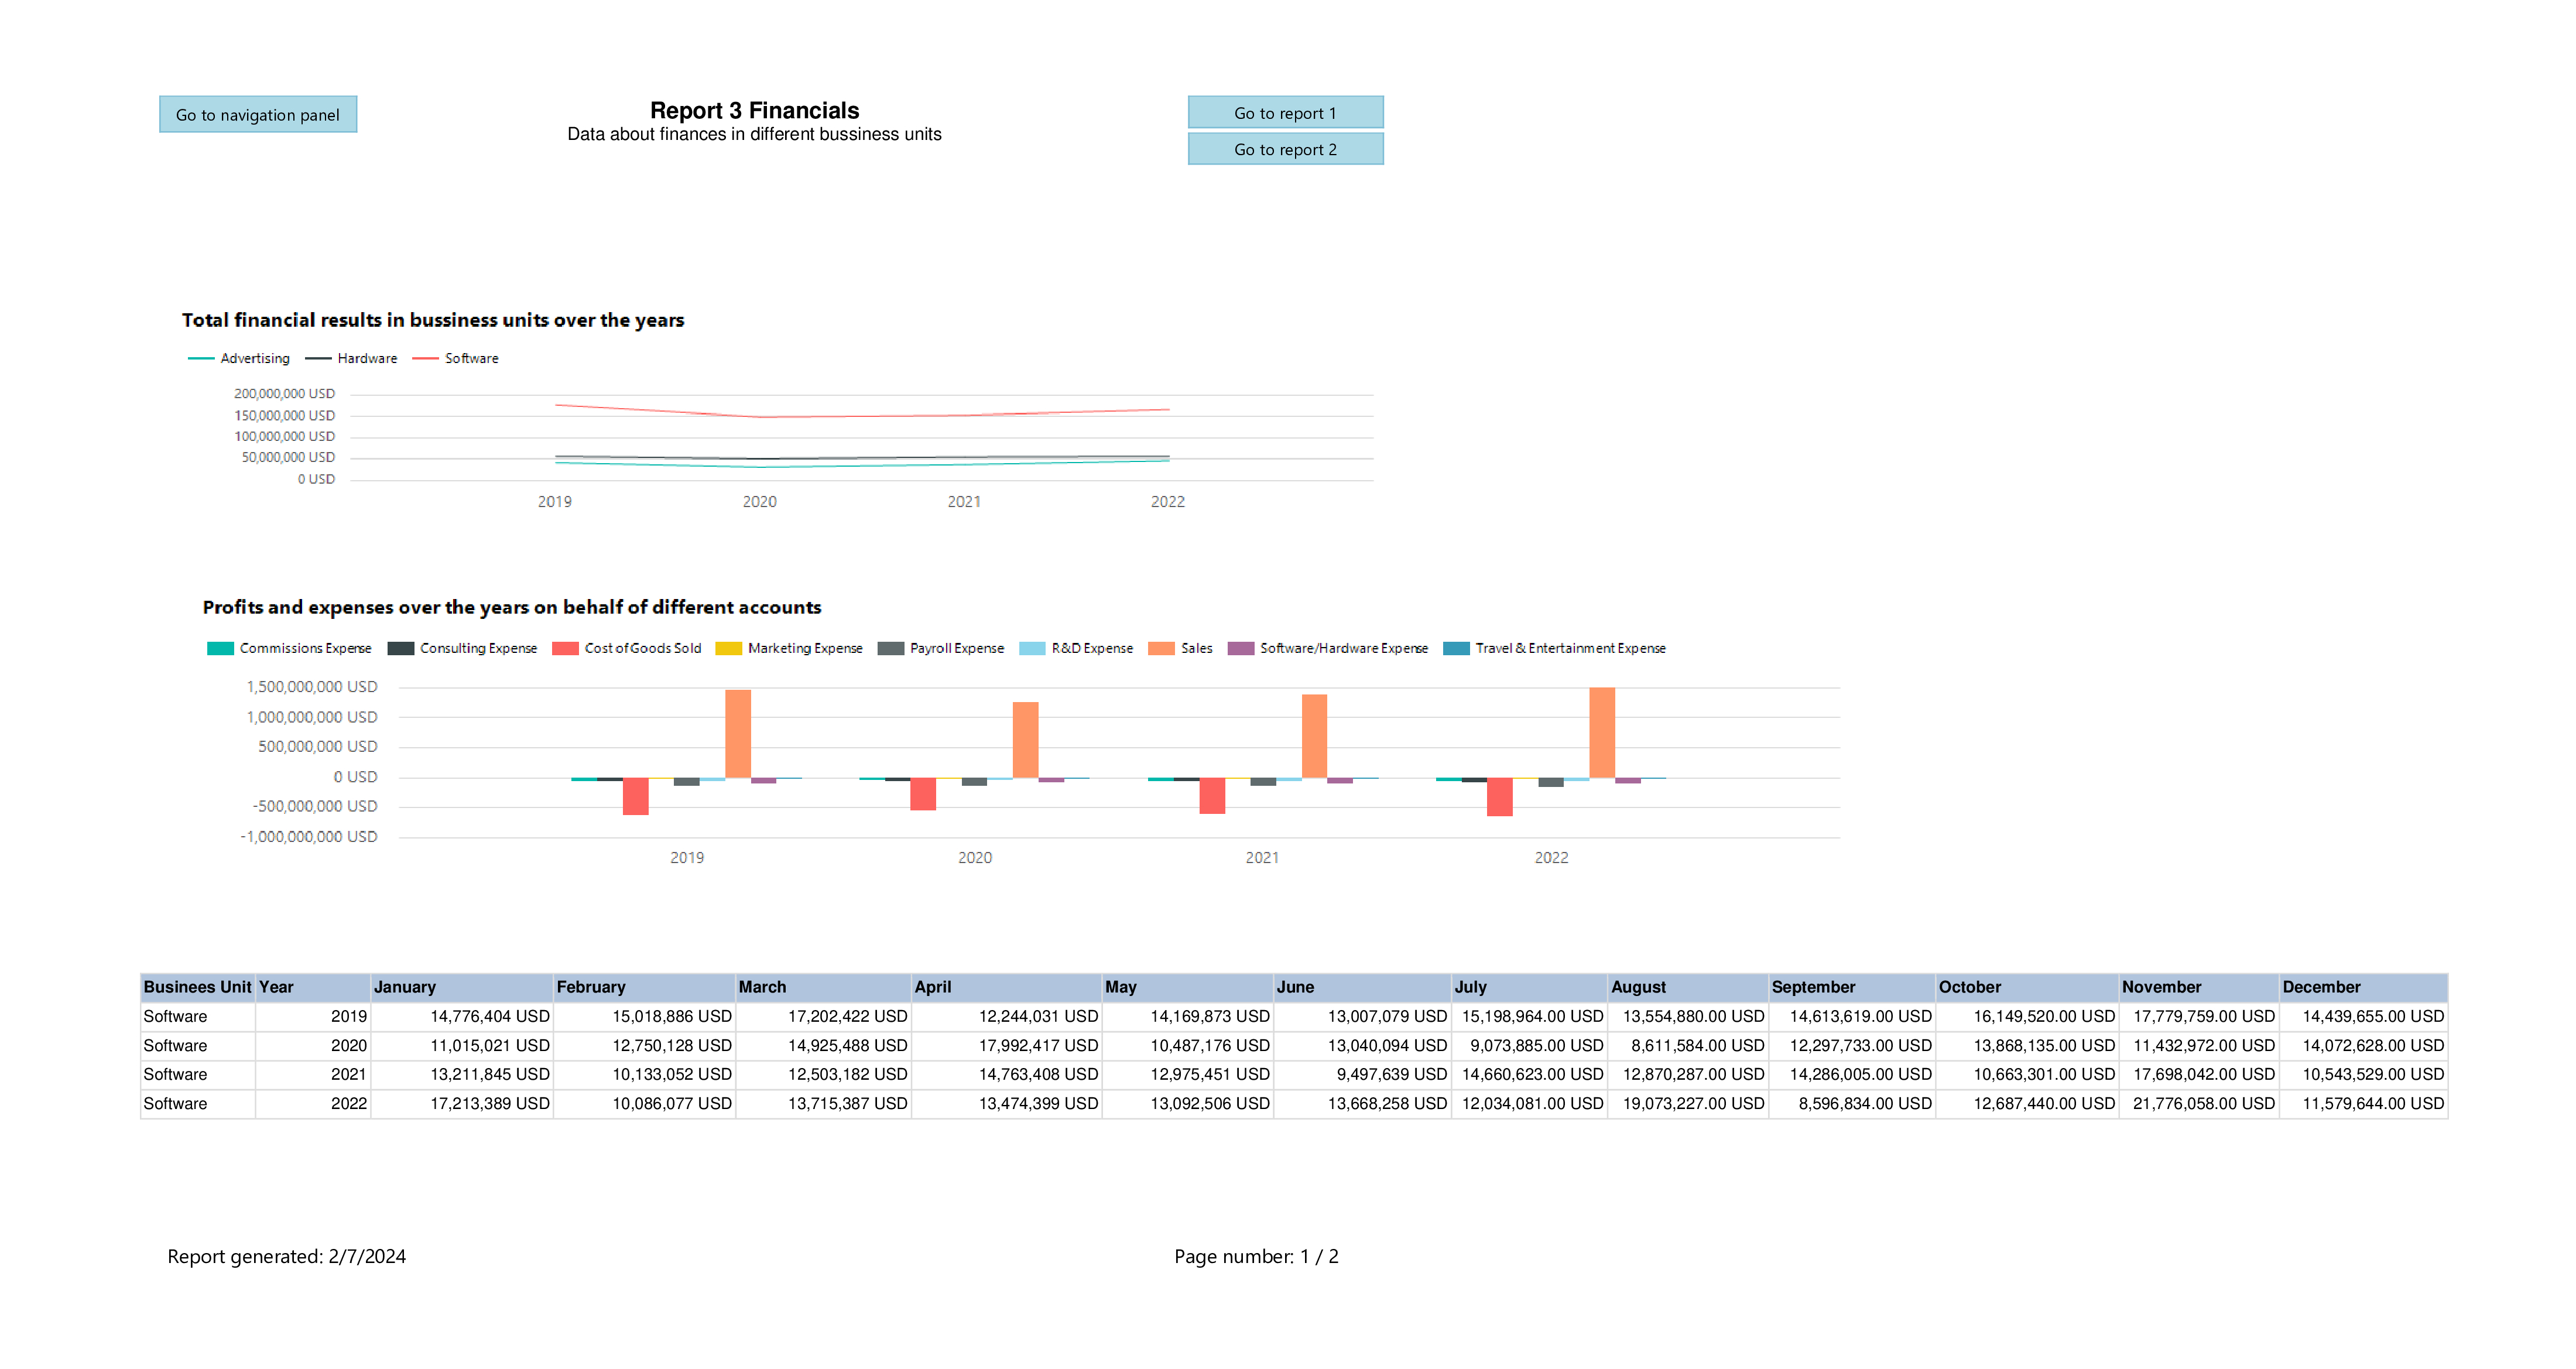 Go to navigation panel
Report 3 Financials
Data about finances in different bussiness units
Go to report 1
Go to report 2
Total financial results in bussiness units over the years
Advertising Hardware Software
200,000,000 USD
150,000,000 USD
100,000,000 USD
50,000,000 USD
0 USD
2019 2020 2021 2022
Profits and expenses over the years on behalf of different accounts
Commissions Expense Consulting Expense Cost of Goods Sold Marketing Expense Payroll Expense R&D Expense Sales Software/Hardware Expense Travel & Entertainment Expense
1,500,000,000 USD
1,000,000,000 USD
500,000,000 USD
0 USD
-500,000,000 USD
-1,000,000,000 USD
2019 2020 2021 2022
Businees Unit Year January February March April May June July August September October November December
Software 2019 14,776,404 USD 15,018,886 USD 17,202,422 USD 12,244,031 USD 14,169,873 USD 13,007,079 USD 15,198,964.00 USD 13,554,880.00 USD 14,613,619.00 USD 16,149,520.00 USD 17,779,759.00 USD 14,439,655.00 USD
Software 2020 11,015,021 USD 12,750,128 USD 14,925,488 USD 17,992,417 USD 10,487,176 USD 13,040,094 USD 9,073,885.00 USD 8,611,584.00 USD 12,297,733.00 USD 13,868,135.00 USD 11,432,972.00 USD 14,072,628.00 USD
Software 2021 13,211,845 USD 10,133,052 USD 12,503,182 USD 14,763,408 USD 12,975,451 USD 9,497,639 USD 14,660,623.00 USD 12,870,287.00 USD 14,286,005.00 USD 10,663,301.00 USD 17,698,042.00 USD 10,543,529.00 USD
Software 2022 17,213,389 USD 10,086,077 USD 13,715,387 USD 13,474,399 USD 13,092,506 USD 13,668,258 USD 12,034,081.00 USD 19,073,227.00 USD 8,596,834.00 USD 12,687,440.00 USD 21,776,058.00 USD 11,579,644.00 USD
Report generated: 2/7/2024
Page number: 1 / 2